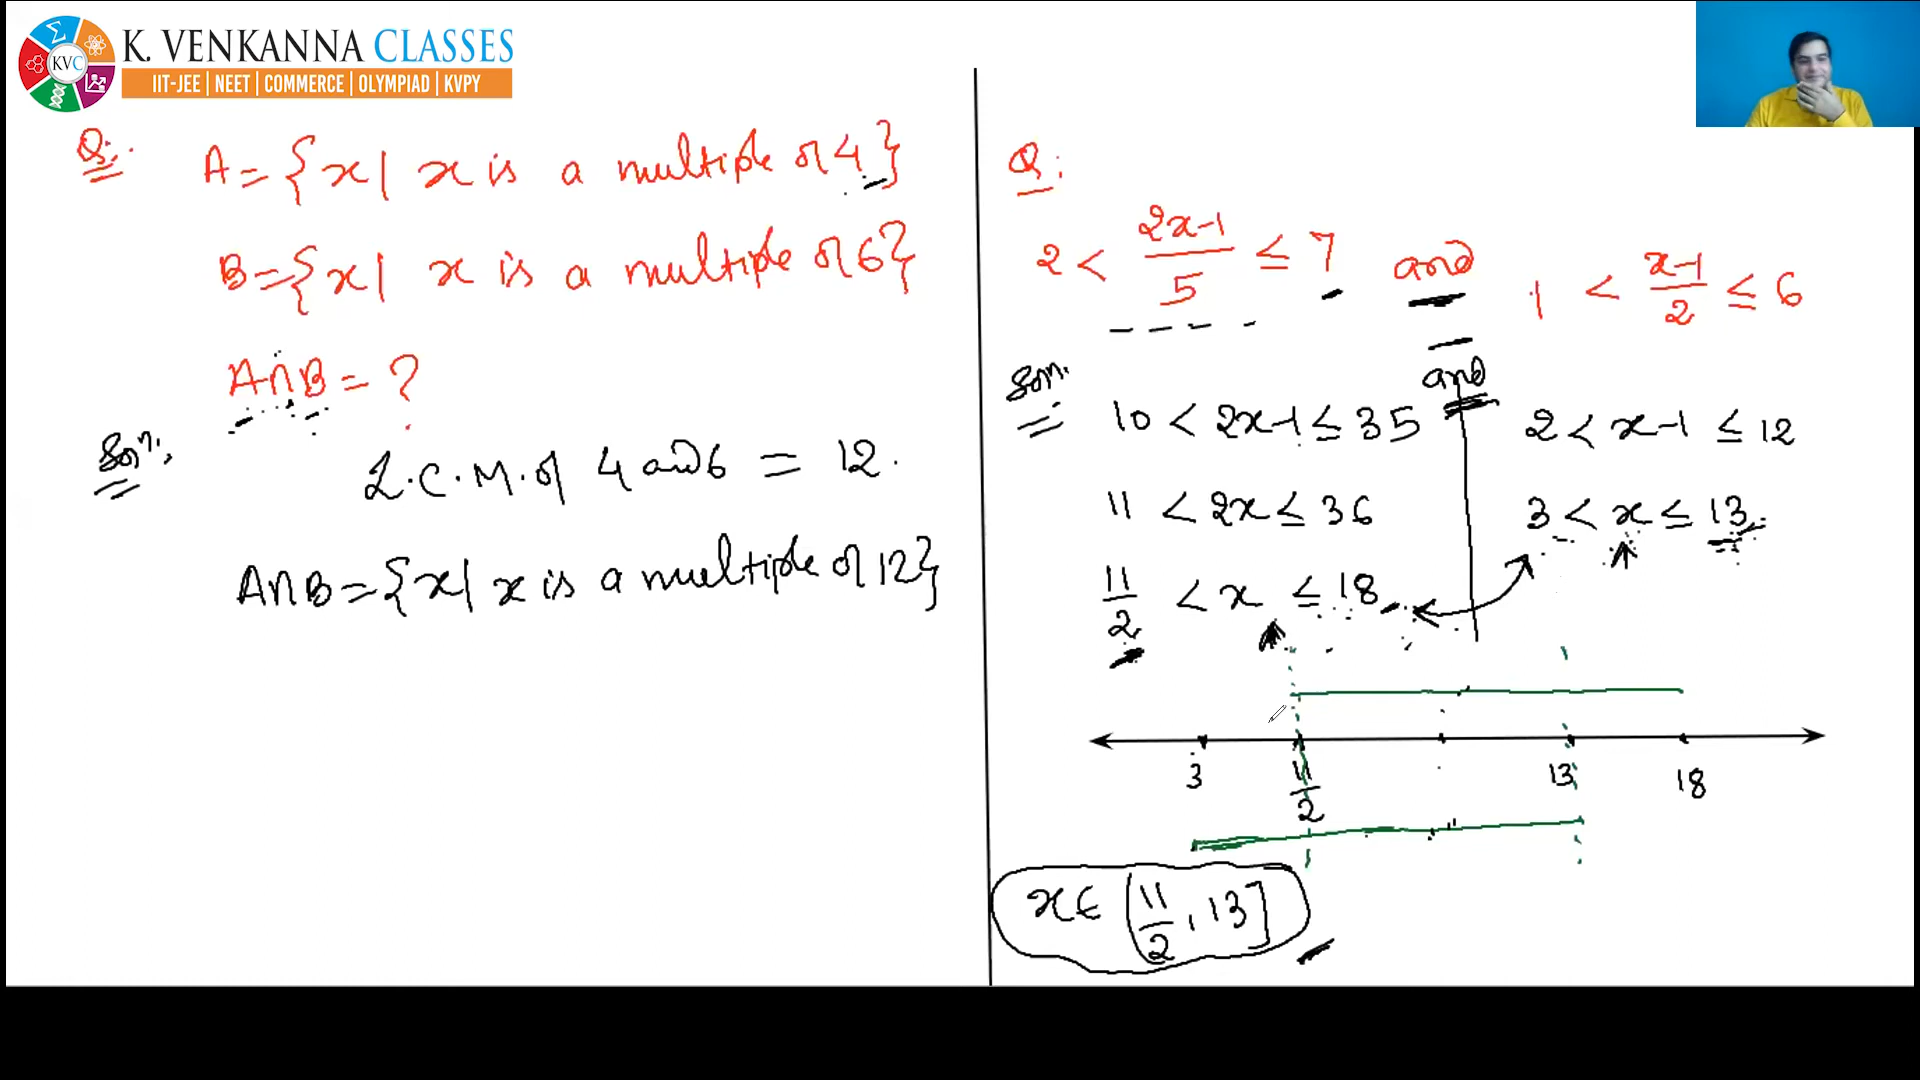 K. VENKANNA CLASSES
KVC
IIT-JEE | NEET | COMMERCE | OLYMPIAD | KVPY
Q:.
A = {x | x is a multiple of 4}
B = {x | x is a multiple of 6}
A∩B = ?
Soln:
L.C.M. of 4 and 6 = 12.
A∩B = {x | x is a multiple of 12}
Q:
2 < (2x-1)/5 ≤ 7 and 1 < (x-1)/2 ≤ 6
Soln: and
10 < 2x-1 ≤ 35 2 < x-1 ≤ 12
11 < 2x ≤ 36 3 < x ≤ 13
11/2 < x ≤ 18
3 11/2 13 18
x ∈ (11/2, 13]